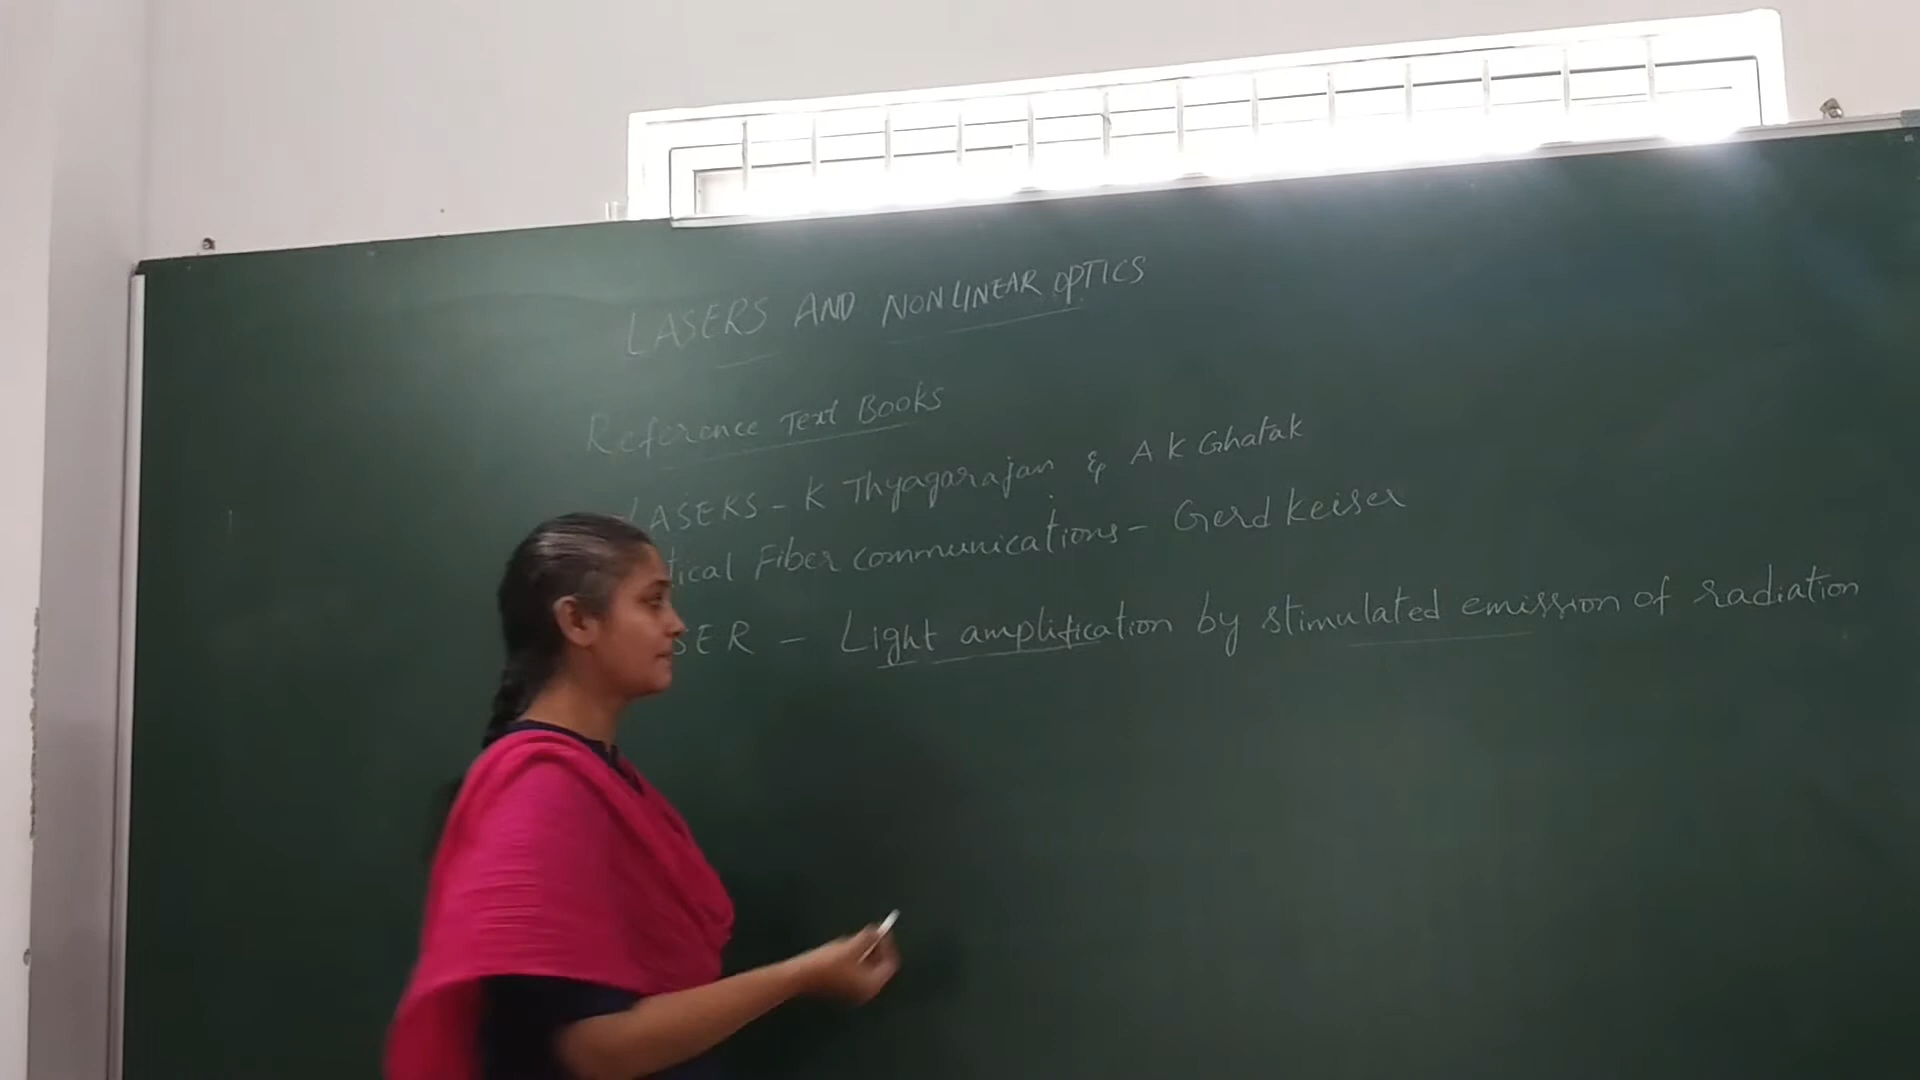 LASERS AND NONLINEAR OPTICS
Reference Text Books
LASERS - K Thyagarajan & A K Ghatak
tical Fiber communications - Gerd keiser
SER - Light amplification by stimulated emission of radiation